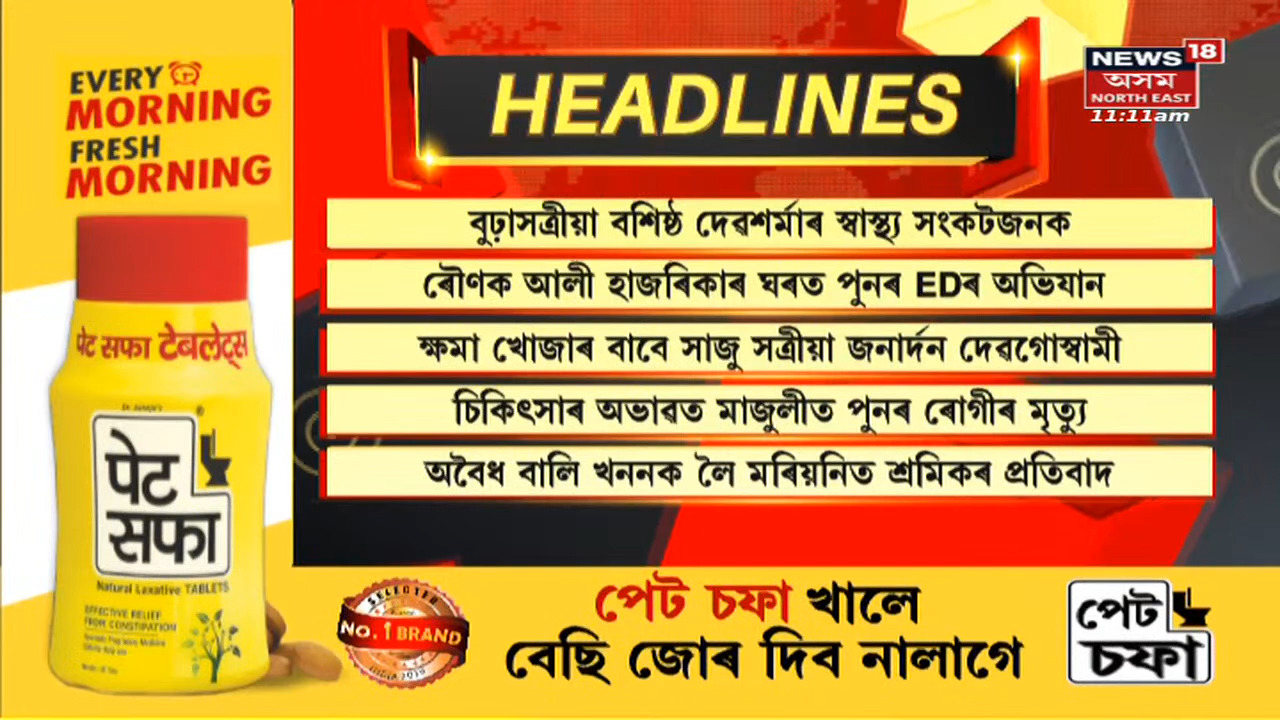 EVERY
MORNING
FRESH
MORNING
HEADLINES
NEWS 18
অসম
NORTH EAST
11:11am
বুঢ়াসত্ৰীয়া বশিষ্ঠ দেৱশৰ্মাৰ স্বাস্থ্য সংকটজনক
ৰৌণক আলী হাজৰিকাৰ ঘৰত পুনৰ EDৰ অভিযান
ক্ষমা খোজাৰ বাবে সাজু সত্ৰীয়া জনাৰ্দন দেৱগোস্বামী
চিকিৎসাৰ অভাৱত মাজুলীত পুনৰ ৰোগীৰ মৃত্যু
অবৈধ বালি খননক লৈ মৰিয়নিত শ্ৰমিকৰ প্ৰতিবাদ
पेट सफा टेबलेट्स
पेट
सफा
Natural Laxative TABLETS
EFFECTIVE RELIEF
FROM CONSTIPATION
SELECTED
No.1 BRAND
পেট চফা খালে
বেছি জোৰ দিব নালাগে
পেট
চফা